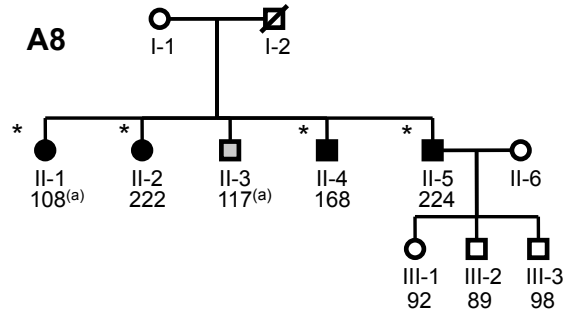 A8
I-1 I-2
* * * *
II-1 II-2 II-3 II-4 II-5 II-6
108(a) 222 117(a) 168 224
III-1 III-2 III-3
92 89 98